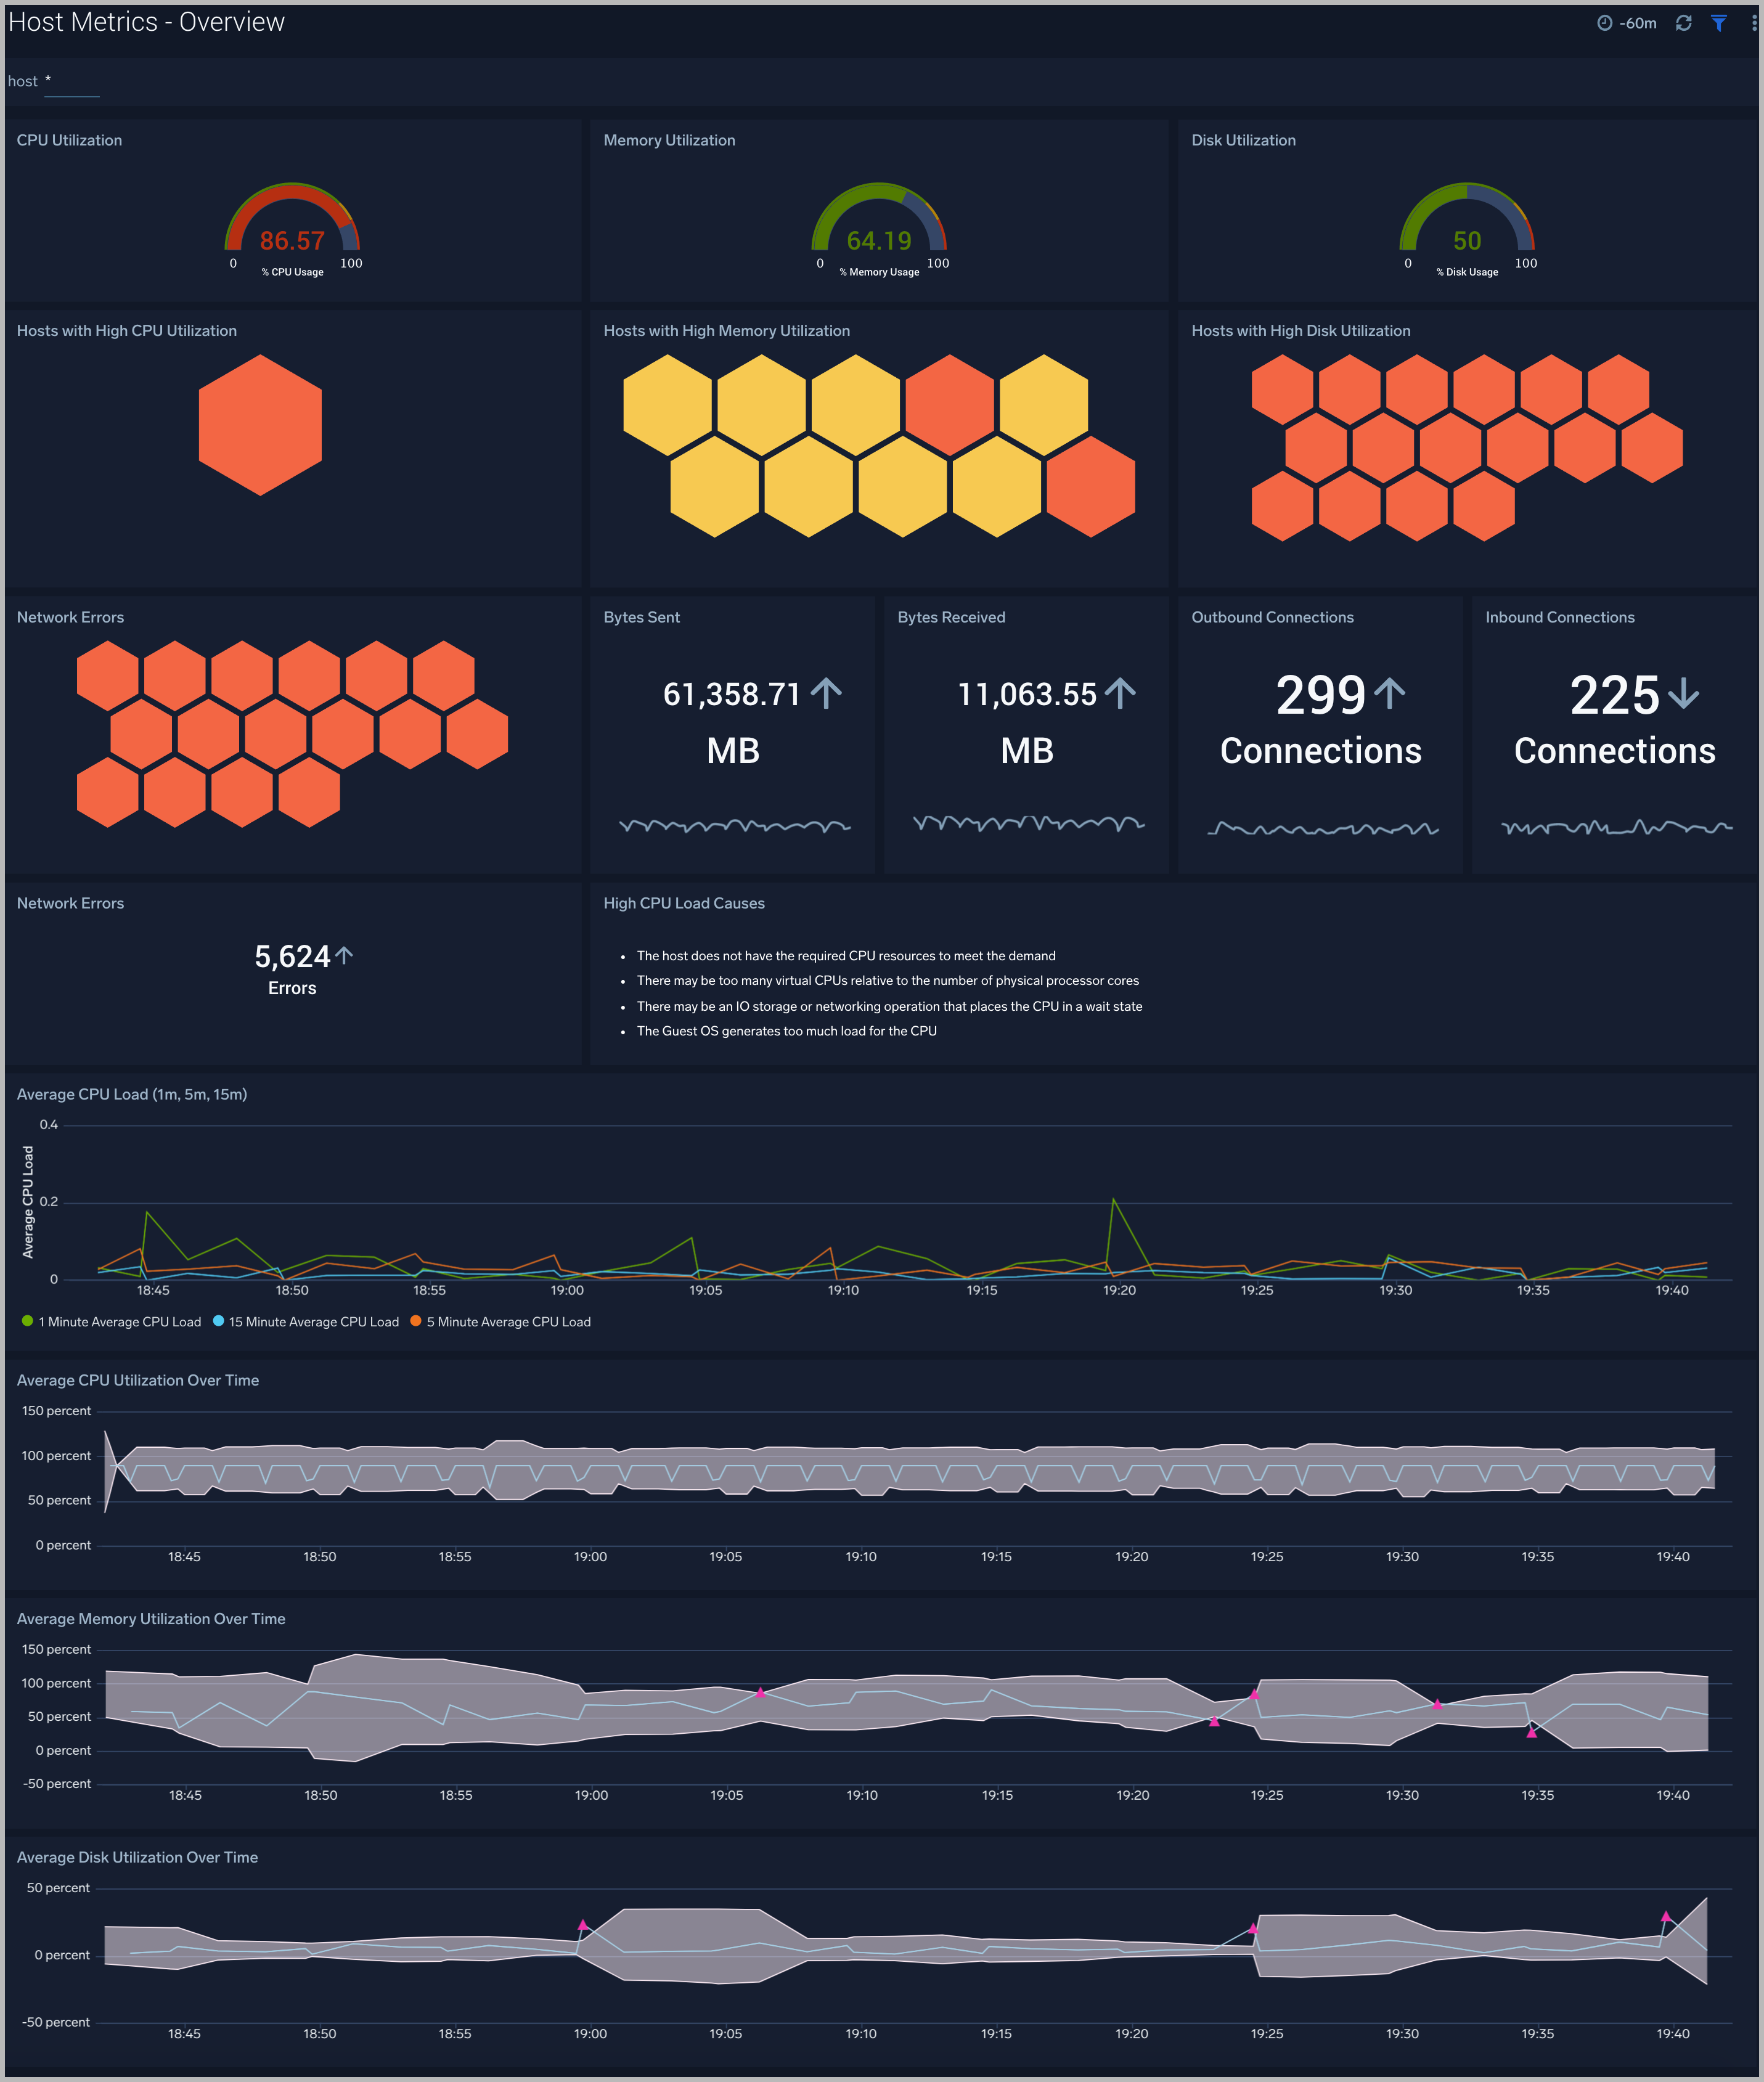 Host Metrics - Overview
-60m
host *
CPU Utilization
86.57
0
100
% CPU Usage
Memory Utilization
64.19
0
100
% Memory Usage
Disk Utilization
50
0
100
% Disk Usage
Hosts with High CPU Utilization
Hosts with High Memory Utilization
Hosts with High Disk Utilization
Network Errors
Bytes Sent
61,358.71
MB
Bytes Received
11,063.55
MB
Outbound Connections
299
Connections
Inbound Connections
225
Connections
Network Errors
5,624
Errors
High CPU Load Causes
• The host does not have the required CPU resources to meet the demand
• There may be too many virtual CPUs relative to the number of physical processor cores
• There may be an IO storage or networking operation that places the CPU in a wait state
• The Guest OS generates too much load for the CPU
Average CPU Load (1m, 5m, 15m)
Average CPU Load
0.4
0.2
0
18:45 18:50 18:55 19:00 19:05 19:10 19:15 19:20 19:25 19:30 19:35 19:40
1 Minute Average CPU Load 15 Minute Average CPU Load 5 Minute Average CPU Load
Average CPU Utilization Over Time
150 percent
100 percent
50 percent
0 percent
18:45 18:50 18:55 19:00 19:05 19:10 19:15 19:20 19:25 19:30 19:35 19:40
Average Memory Utilization Over Time
150 percent
100 percent
50 percent
0 percent
-50 percent
18:45 18:50 18:55 19:00 19:05 19:10 19:15 19:20 19:25 19:30 19:35 19:40
Average Disk Utilization Over Time
50 percent
0 percent
-50 percent
18:45 18:50 18:55 19:00 19:05 19:10 19:15 19:20 19:25 19:30 19:35 19:40